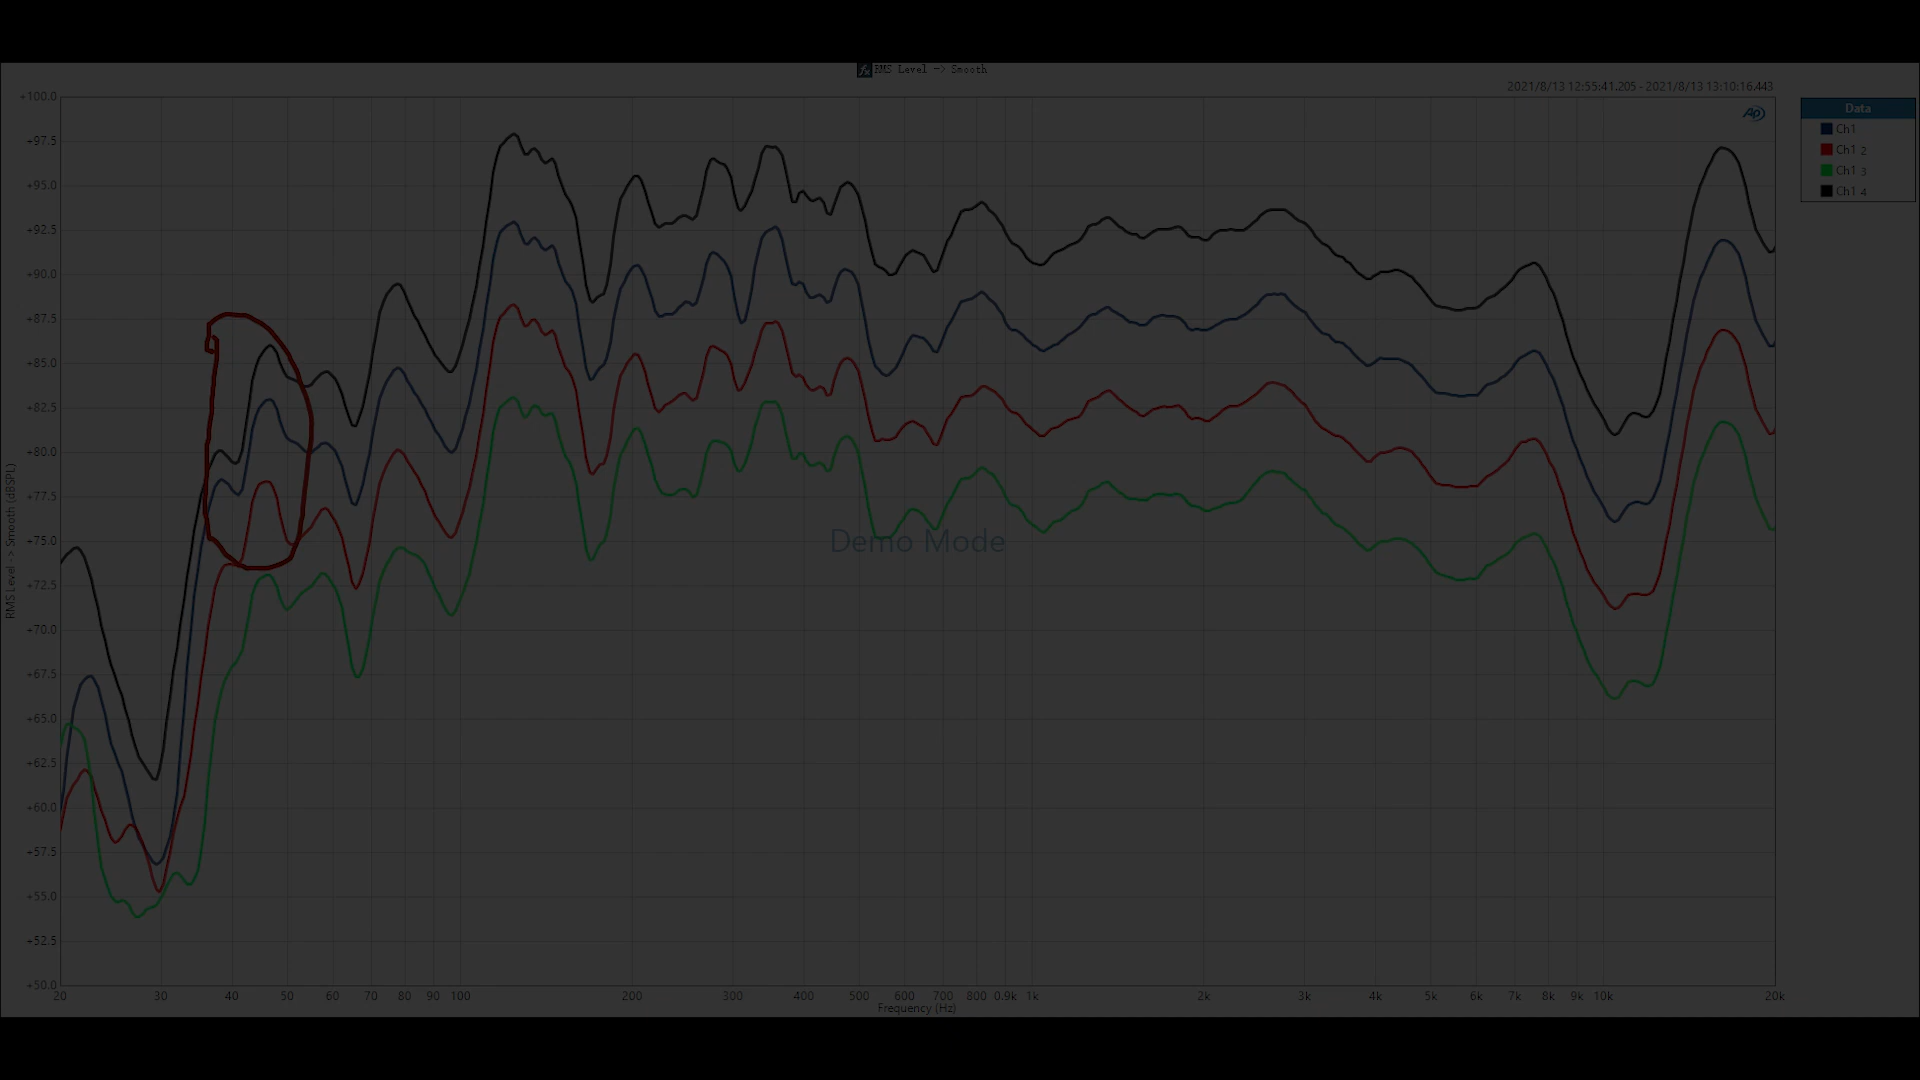 RMS Level -> Smooth
2021/8/13 12:55:41.205 - 2021/8/13 13:10:16.443
Data
Ch1
Ch1 2
Ch1 3
Ch1 4
+100.0
+97.5
+95.0
+92.5
+90.0
+87.5
+85.0
+82.5
+80.0
+77.5
+75.0
+72.5
+70.0
+67.5
+65.0
+62.5
+60.0
+57.5
+55.0
+52.5
+50.0
RMS Level -> Smooth (dBSPL)
Demo Mode
20 30 40 50 60 70 80 90 100 200 300 400 500 600 700 800 0.9k 1k 2k 3k 4k 5k 6k 7k 8k 9k 10k 20k
Frequency (Hz)